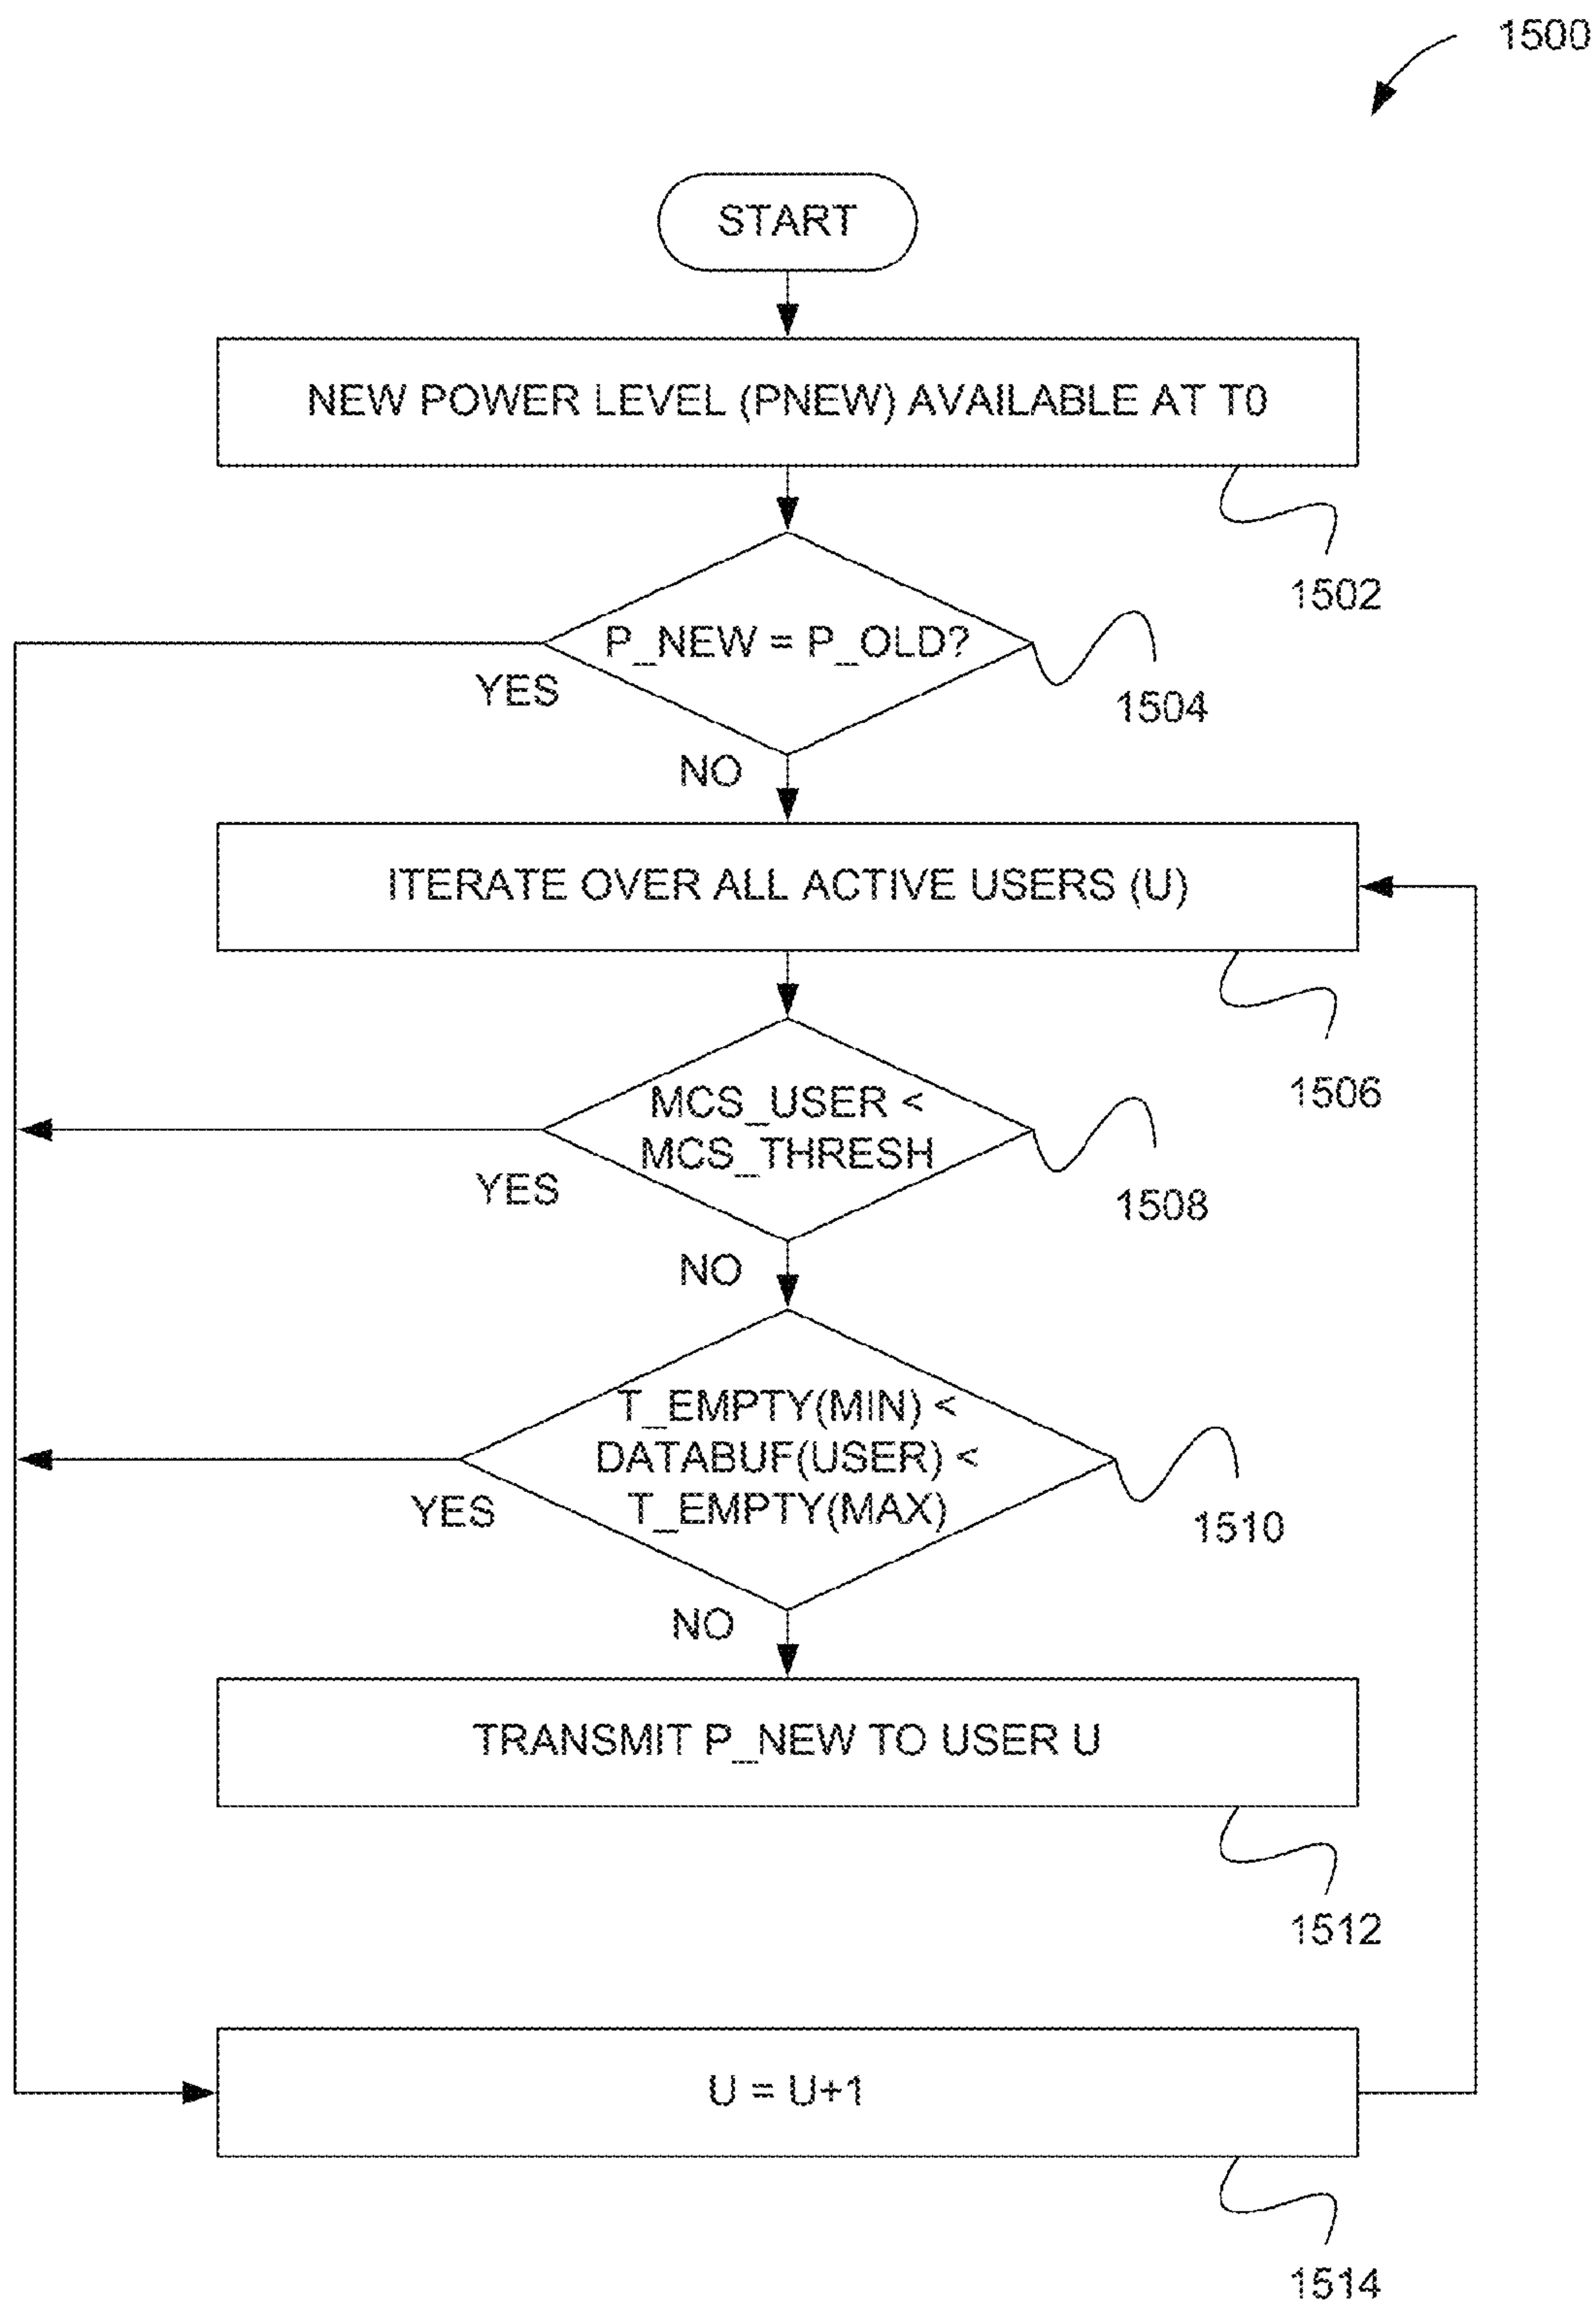 1500
START
NEW POWER LEVEL (PNEW) AVAILABLE AT T0
1502
P_NEW = P_OLD?
YES
1504
NO
ITERATE OVER ALL ACTIVE USERS (U)
1506
MCS_USER <
MCS_THRESH
YES
1508
NO
T_EMPTY(MIN) <
DATABUF(USER) <
T_EMPTY(MAX)
YES
1510
NO
TRANSMIT P_NEW TO USER U
1512
U = U+1
1514